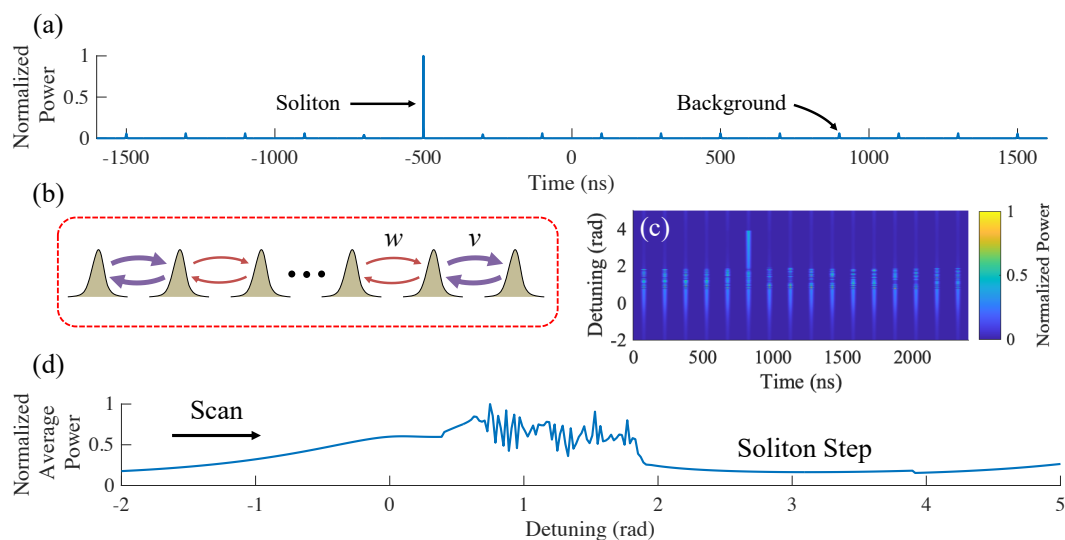 (a)
Normalized
Power
1
0.5
0
Soliton
Background
-1500
-1000
-500
0
500
1000
1500
Time (ns)
(b)
w
v
(c)
Detuning (rad)
4
2
0
-2
0
500
1000
1500
2000
Time (ns)
1
0.5
0
Normalized Power
(d)
Normalized
Average
Power
1
0.5
0
Scan
Soliton Step
-2
-1
0
1
2
3
4
5
Detuning (rad)